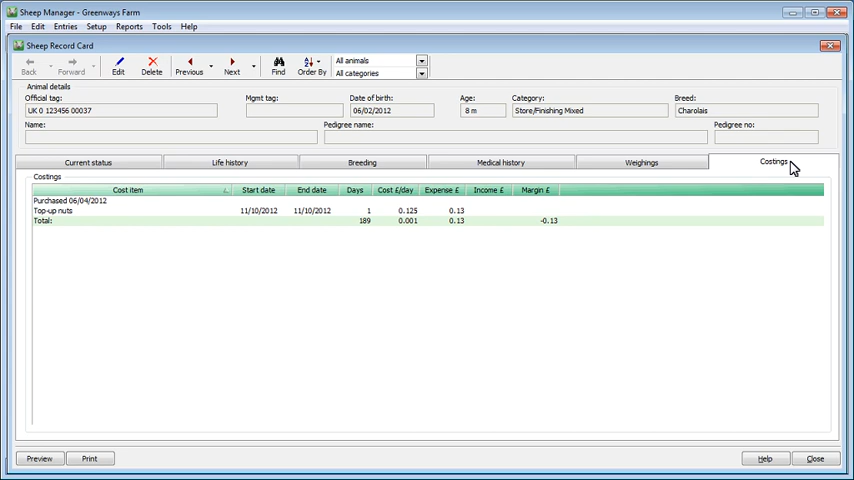 Sheep Manager - Greenways Farm
File Edit Entries Setup Reports Tools Help
Sheep Record Card
Back Forward Edit Delete Previous Next Find Order By
All animals
All categories
Animal details
Official tag: Mgmt tag: Date of birth: Age: Category: Breed:
UK 0 123456 00037 06/02/2012 8 m Store/Finishing Mixed Charolais
Name: Pedigree name: Pedigree no:
Current status Life history Breeding Medical history Weighings Costings
Costings
Cost item Start date End date Days Cost £/day Expense £ Income £ Margin £
Purchased 06/04/2012
Top-up nuts 11/10/2012 11/10/2012 1 0.125 0.13
Total: 189 0.001 0.13 -0.13
Preview Print Help Close